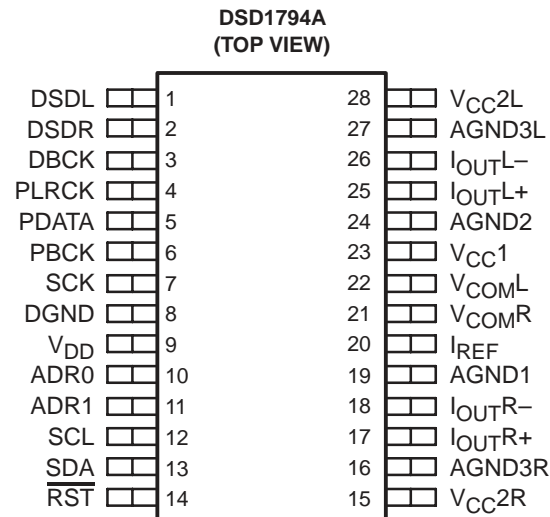 DSD1794A
(TOP VIEW)
DSDL 1 28 VCC2L
DSDR 2 27 AGND3L
DBCK 3 26 IOUTL–
PLRCK 4 25 IOUTL+
PDATA 5 24 AGND2
PBCK 6 23 VCC1
SCK 7 22 VCOML
DGND 8 21 VCOMR
VDD 9 20 IREF
ADR0 10 19 AGND1
ADR1 11 18 IOUTR–
SCL 12 17 IOUTR+
SDA 13 16 AGND3R
RST 14 15 VCC2R